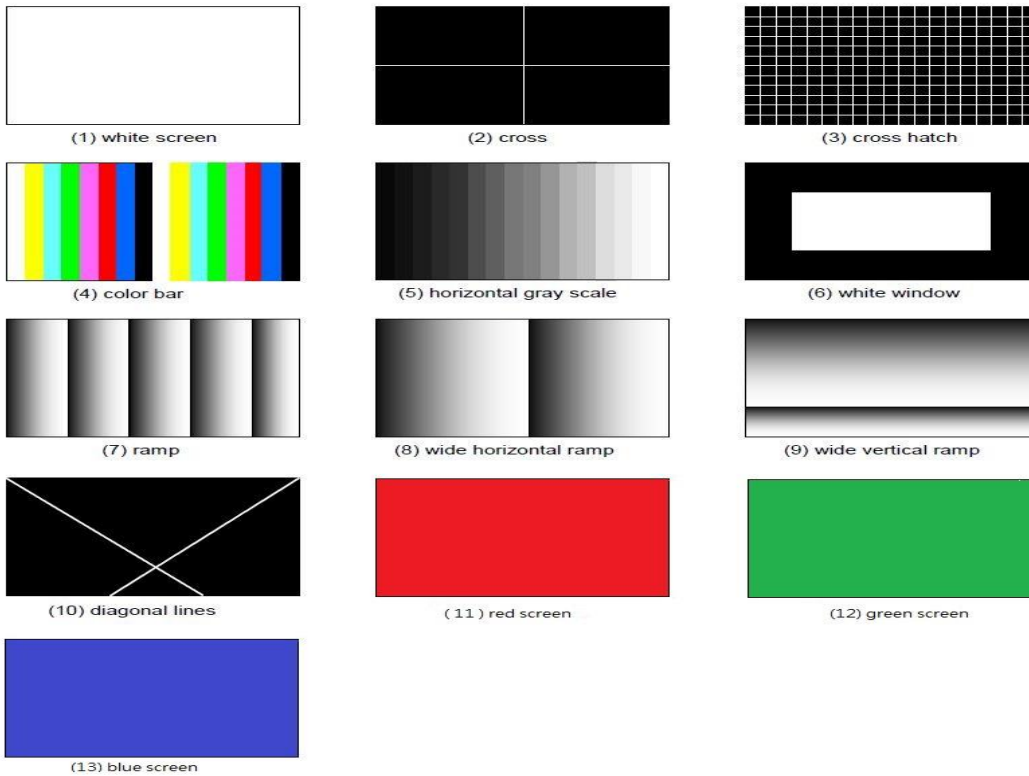 (1) white screen
(2) cross
(3) cross hatch
(4) color bar
(5) horizontal gray scale
(6) white window
(7) ramp
(8) wide horizontal ramp
(9) wide vertical ramp
(10) diagonal lines
(11) red screen
(12) green screen
(13) blue screen